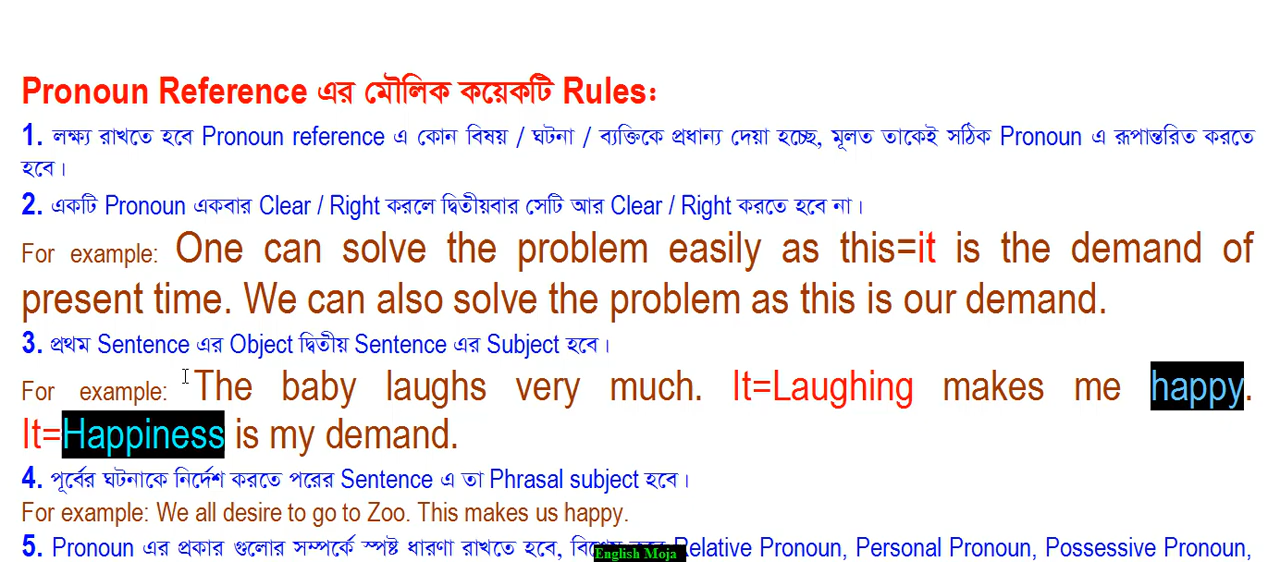 Pronoun Reference এর মৌলিক কয়েকটি Rules:
1. লক্ষ্য রাখতে হবে Pronoun reference এ কোন বিষয় / ঘটনা / ব্যক্তিকে প্রধান্য দেয়া হচ্ছে, মূলত তাকেই সঠিক Pronoun এ রূপান্তরিত করতে
হবে।
2. একটি Pronoun একবার Clear / Right করলে দ্বিতীয়বার সেটি আর Clear / Right করতে হবে না।
For example: One can solve the problem easily as this=it is the demand of
present time. We can also solve the problem as this is our demand.
3. প্রথম Sentence এর Object দ্বিতীয় Sentence এর Subject হবে।
For example: The baby laughs very much. It=Laughing makes me happy.
It=Happiness is my demand.
4. পূর্বের ঘটনাকে নির্দেশ করতে পরের Sentence এ তা Phrasal subject হবে।
For example: We all desire to go to Zoo. This makes us happy.
5. Pronoun এর প্রকার গুলোর সম্পর্কে স্পষ্ট ধারণা রাখতে হবে, Relative Pronoun, Personal Pronoun, Possessive Pronoun,
English Moja